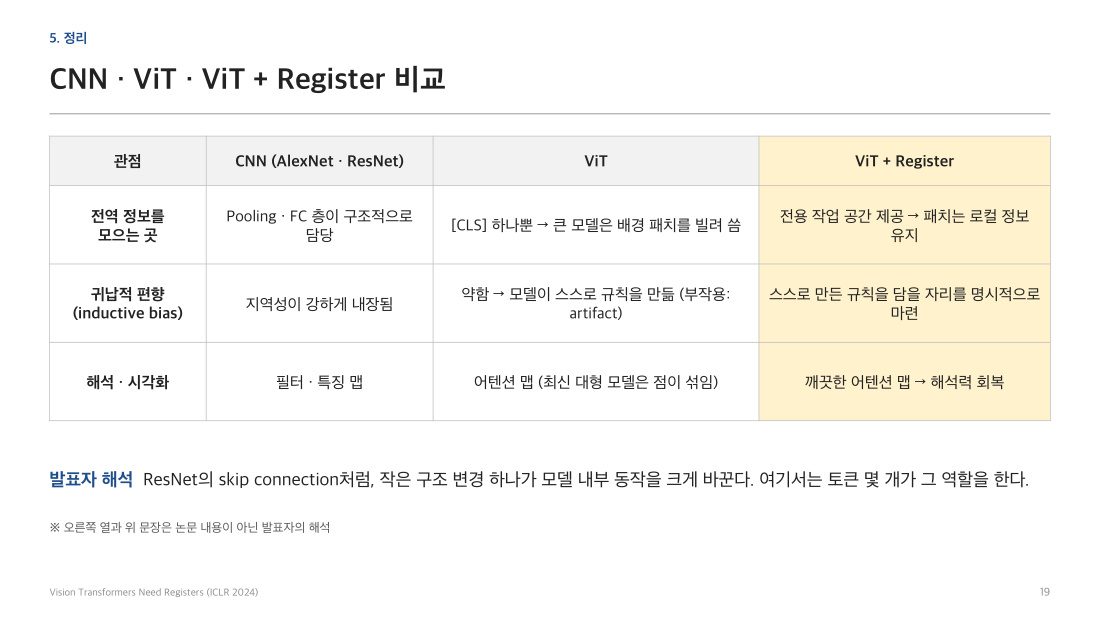 5. 정리
CNN · ViT · ViT + Register 비교
관점
CNN (AlexNet · ResNet)
ViT
ViT + Register
전역 정보를
모으는 곳
Pooling · FC 층이 구조적으로
담당
[CLS] 하나뿐 → 큰 모델은 배경 패치를 빌려 씀
전용 작업 공간 제공 → 패치는 로컬 정보
유지
귀납적 편향
(inductive bias)
지역성이 강하게 내장됨
약함 → 모델이 스스로 규칙을 만듦 (부작용:
artifact)
스스로 만든 규칙을 담을 자리를 명시적으로
마련
해석 · 시각화
필터 · 특징 맵
어텐션 맵 (최신 대형 모델은 점이 섞임)
깨끗한 어텐션 맵 → 해석력 회복
발표자 해석 ResNet의 skip connection처럼, 작은 구조 변경 하나가 모델 내부 동작을 크게 바꾼다. 여기서는 토큰 몇 개가 그 역할을 한다.
※ 오른쪽 열과 위 문장은 논문 내용이 아닌 발표자의 해석
Vision Transformers Need Registers (ICLR 2024)
19